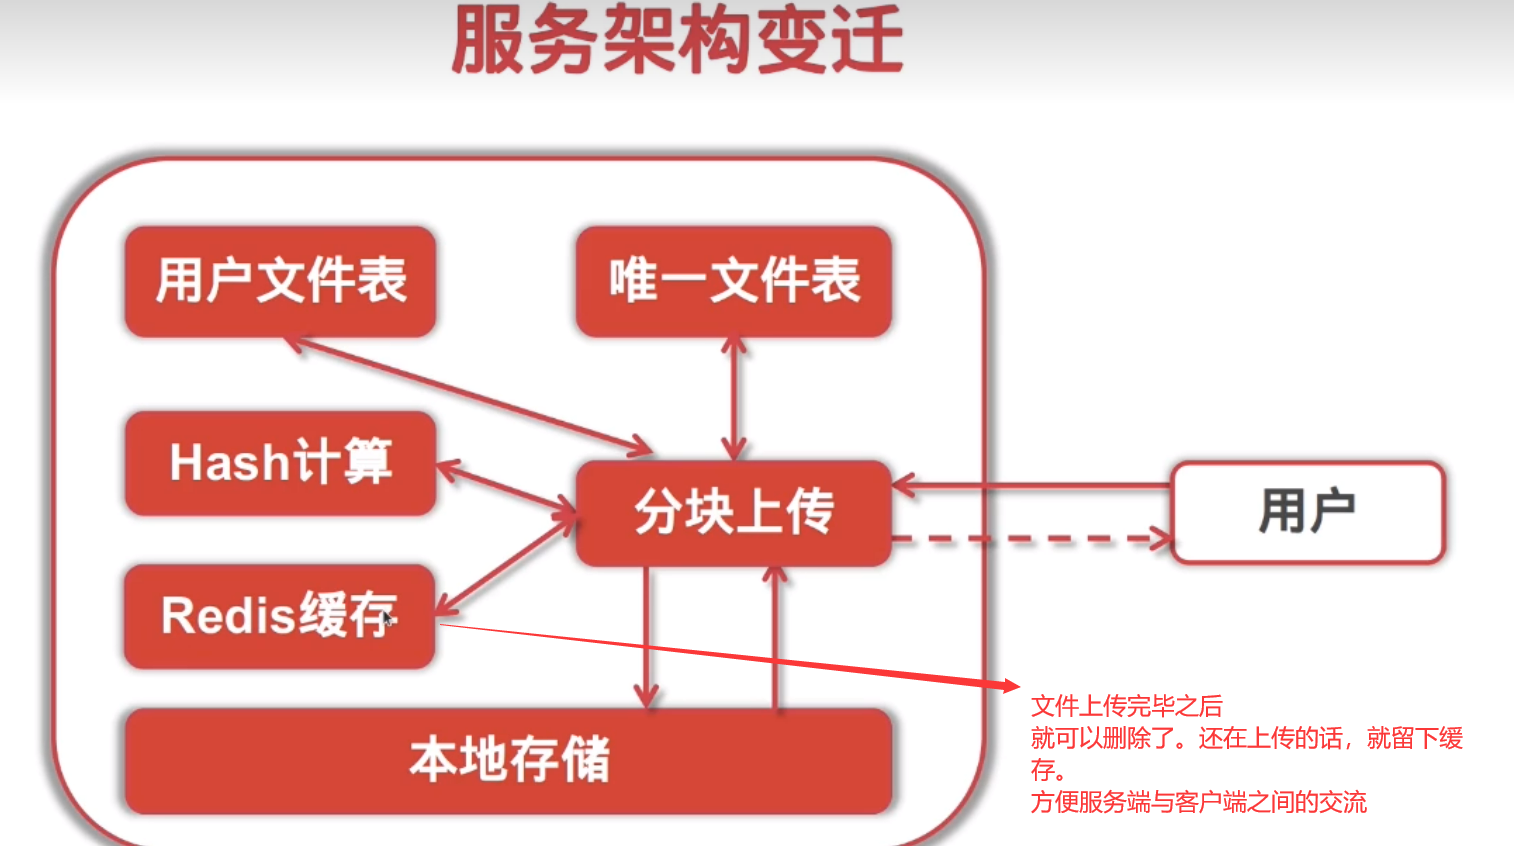 服务架构变迁
用户文件表
唯一文件表
Hash计算
分块上传
用户
Redis缓存
本地存储
文件上传完毕之后
就可以删除了。还在上传的话，就留下缓
存。
方便服务端与客户端之间的交流